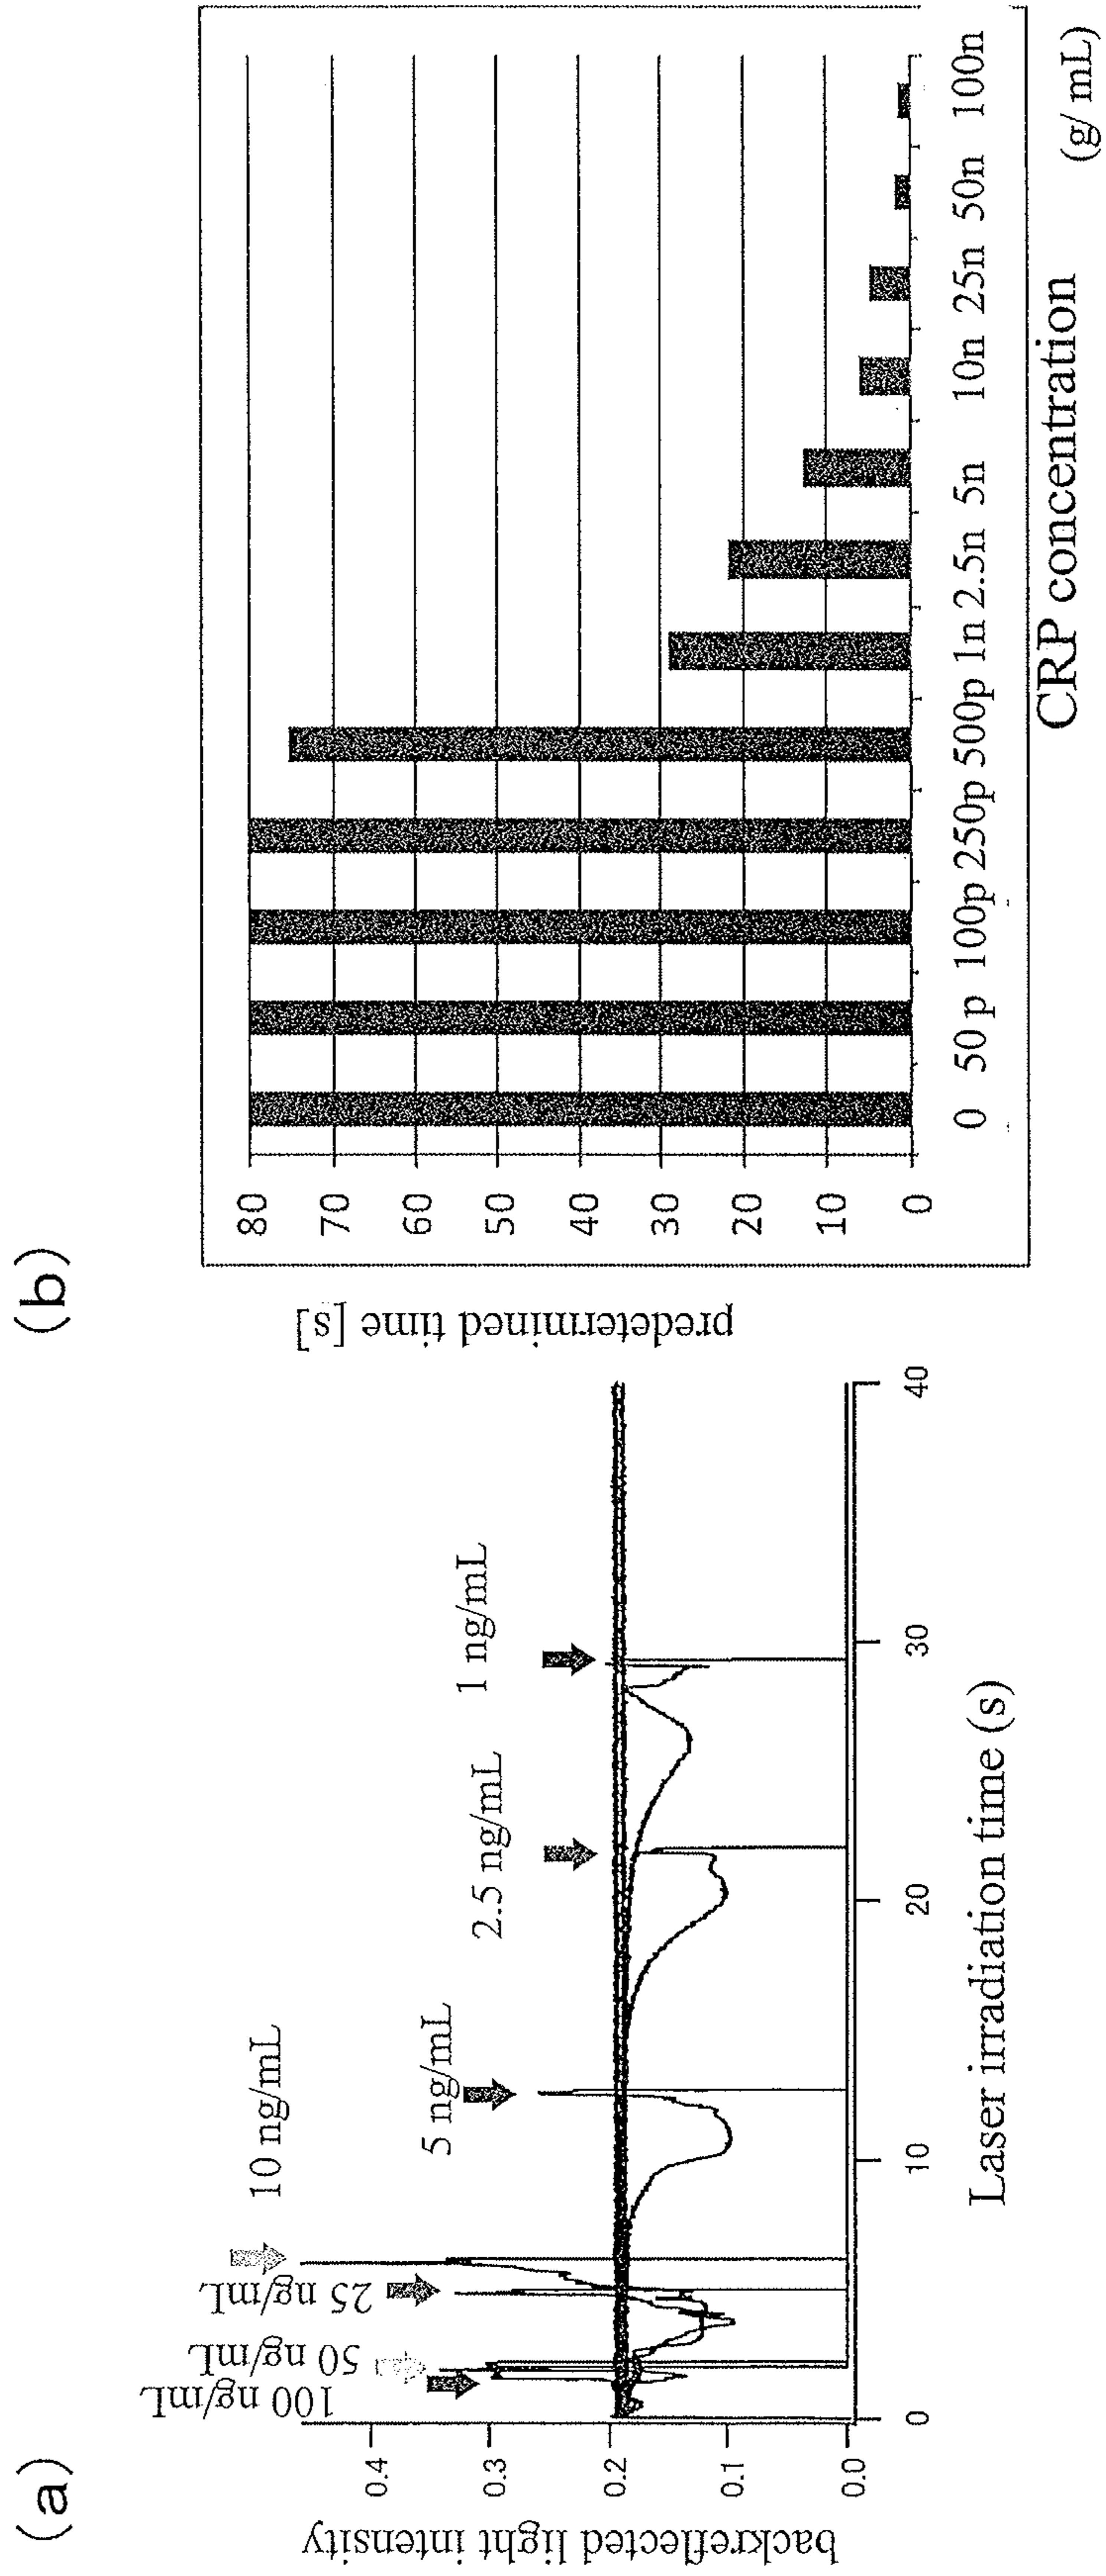 (a)
backreflected light intensity
0.4
0.3
0.2
0.1
0.0
100 ng/mL
50 ng/mL
25 ng/mL
10 ng/mL
5 ng/mL
2.5 ng/mL
1 ng/mL
0 10 20 30 40
Laser irradiation time (s)
(b)
predetermined time [s]
80
70
60
50
40
30
20
10
0
0 50 p 100p 250p 500p 1n 2.5n 5n 10n 25n 50n 100n
CRP concentration (g/ mL)